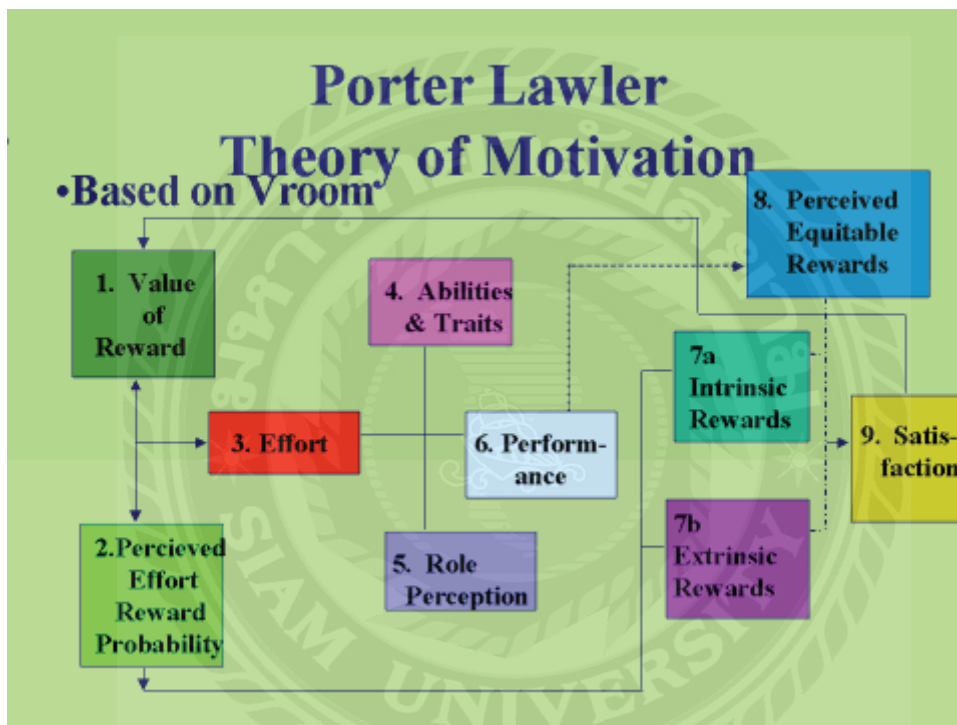 Porter Lawler
Theory of Motivation
•Based on Vroom
8. Perceived
Equitable
Rewards
1. Value
of
Reward
4. Abilities
& Traits
7a
Intrinsic
Rewards
3. Effort
6. Perform-
ance
9. Satis-
faction
2.Percieved
Effort
Reward
Probability
5. Role
Perception
7b
Extrinsic
Rewards
SIAM UNIVERSITY